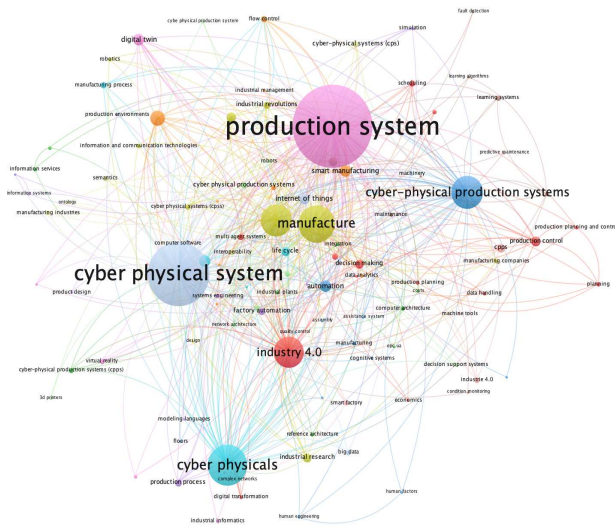 cybe physical production system
flow control
fault detection
digital twin
simulation
cyber-physical systems (cps)
robotics
industrial management
scheduling
learning algorithms
manufacturing process
industrial revolutions
learning systems
production environments
production system
information and communication technologies
predictive maintenance
robots
smart manufacturing
information services
semantics
cyber physical production systems
machinery
cyber-physical production systems
information systems
ontology
internet of things
manufacturing industries
cyber physical systems (cpss)
maintenance
manufacture
production planning and contro
multi agent systems
computer software
integration
production control
interoperability
life cycle
cpps
decision making
manufacturing companies
cyber physical system
data analytics
production planning
planning
product design
systems engineering
industrial plants
automation
costs
data handling
factory automation
computer architecture
network architecture
assembly
assistance system
machine tools
design
quality control
manufacturing
opc ua
virtual reality
industry 4.0
cognitive systems
decision support systems
cyber-physical production systems (cpps)
industrie 4.0
condition monitoring
3d printers
smart factory
economics
modeling languages
reference architecture
floors
big data
cyber physicals
industrial research
complex networks
production process
digital transformation
human factors
industrial informatics
human engineering